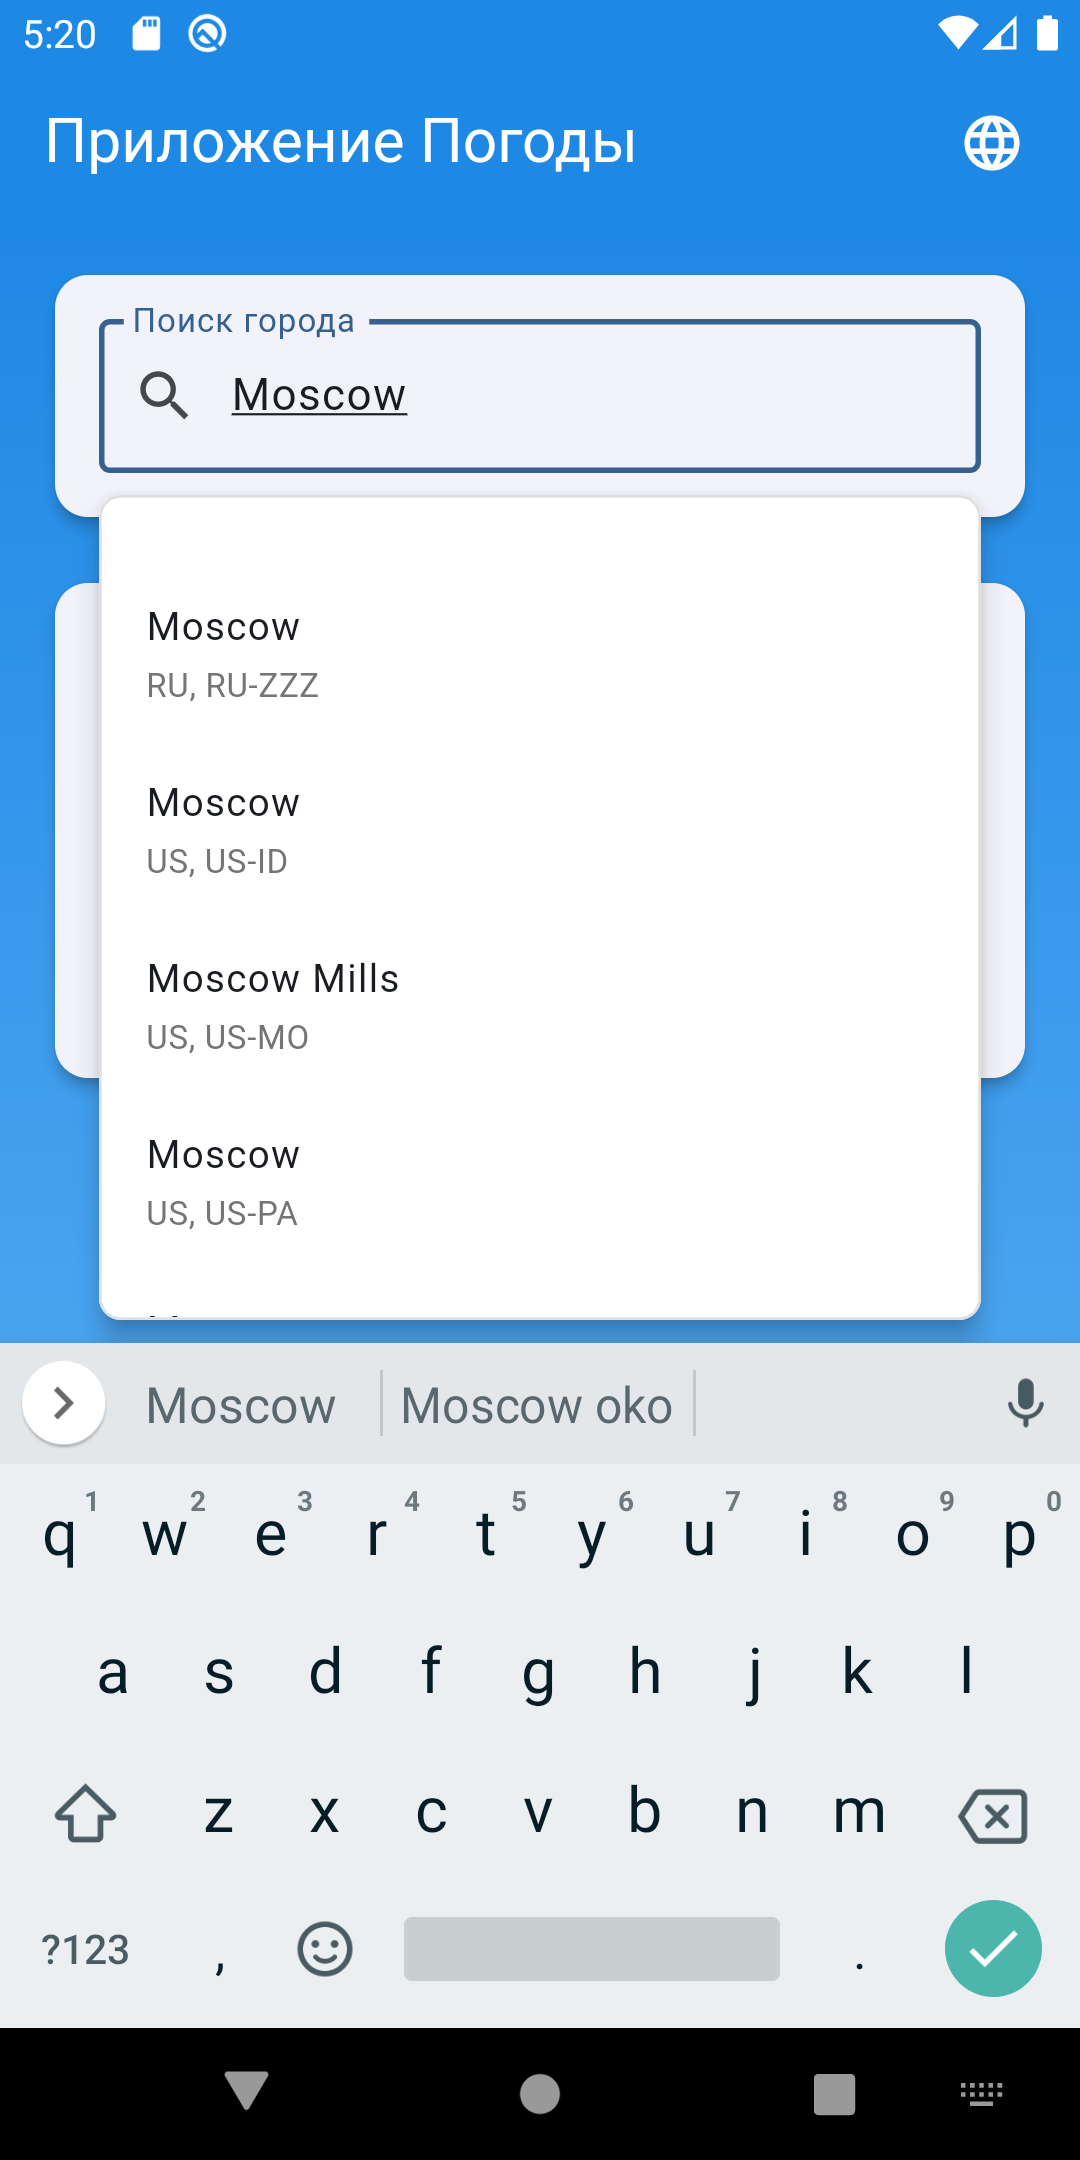 5:20
Приложение Погоды
Поиск города
Moscow
Moscow
RU, RU-ZZZ
Moscow
US, US-ID
Moscow Mills
US, US-MO
Moscow
US, US-PA
Moscow
Moscow oko
1 2 3 4 5 6 7 8 9 0
q w e r t y u i o p
a s d f g h j k l
z x c v b n m
?123 , .